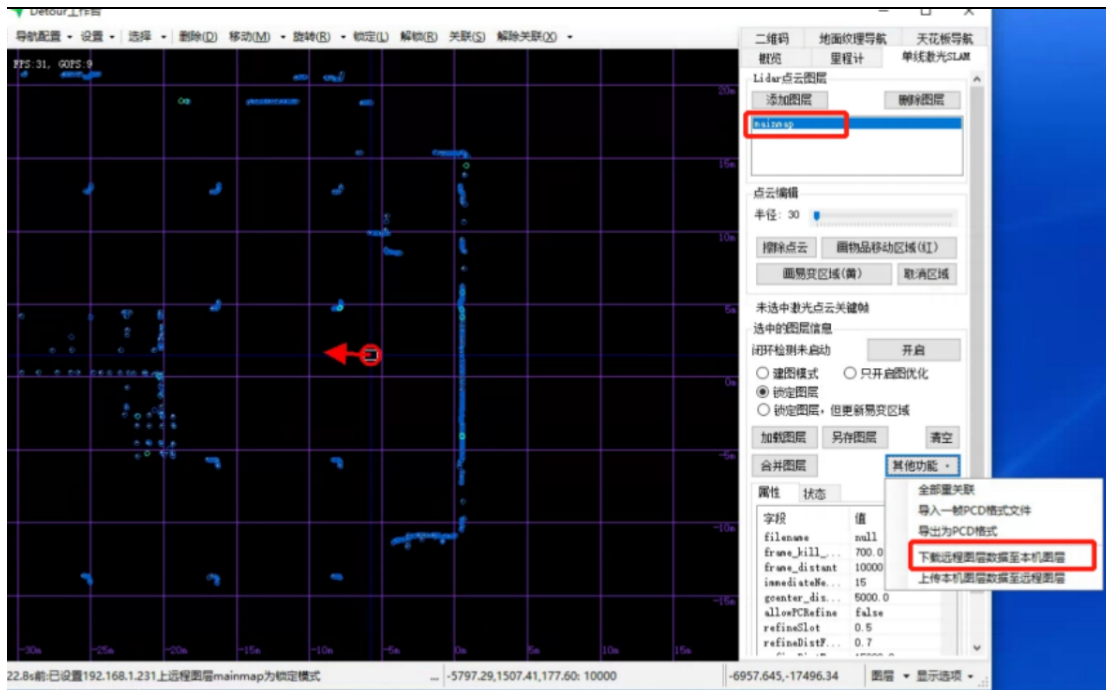 Detour工作台
导航配置 设置 选择 删除(D) 移动(M) 旋转(R) 锁定(L) 解锁(R) 关联(S) 解除关联(X)
FPS:31, GOPS:9
20m
15m
10m
5m
0m
-5m
-10m
-15m
-30m -25m -20m -15m -10m -5m 0m 5m 10m 15m
二维码 地面纹理导航 天花板导航
概览 里程计 单线激光SLAM
Lidar点云图层
添加图层 删除图层
mainmap
点云编辑
半径: 30
擦除点云 画物品移动区域(红)
画易变区域(黄) 取消区域
未选中激光点云关键帧
选中的图层信息
闭环检测未启动 开启
建图模式 只开启图优化
锁定图层
锁定图层，但更新易变区域
加载图层 另存图层 清空
合并图层 其他功能
全部重关联
导入一帧PCD格式文件
导出为PCD格式
下载远程图层数据至本机图层
上传本机图层数据至远程图层
属性 状态
字段 值
filename null
frame_kill_... 700.0
frame_distant 10000
immediateNe... 15
gcenter_dis... 5000.0
allowPCRefine false
refineSlot 0.5
refineDistF... 0.7
22.8s前:已设置192.168.1.231上远程图层mainmap为锁定模式 -5797.29,1507.41,177.60: 10000 -6957.645,-17496.34 图层 显示选项